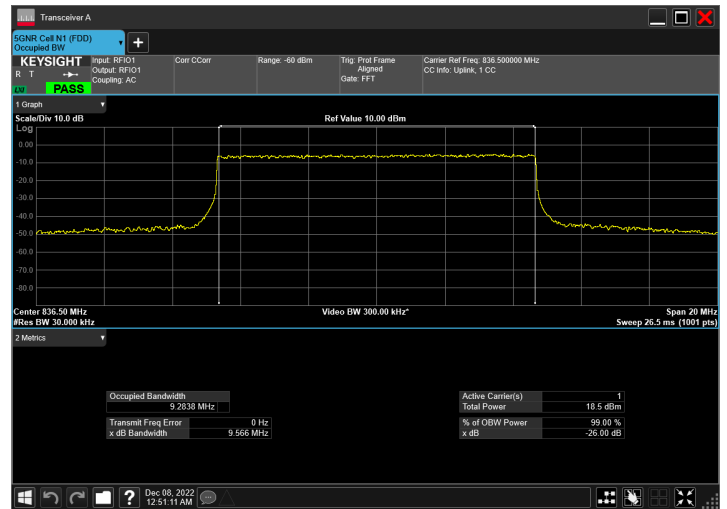 Transceiver A
5GNR Cell N1 (FDD)
Occupied BW
KEYSIGHT
R T
LXI
PASS
Input: RFIO1
Output: RFIO1
Coupling: AC
Corr CCorr
Range: -60 dBm
Trig: Prot Frame
Aligned
Gate: FFT
Carrier Ref Freq: 836.500000 MHz
CC Info: Uplink, 1 CC
1 Graph
Scale/Div 10.0 dB
Ref Value 10.00 dBm
Log
0.00
-10.0
-20.0
-30.0
-40.0
-50.0
-60.0
-70.0
-80.0
Center 836.50 MHz
Video BW 300.00 kHz*
Span 20 MHz
#Res BW 30.000 kHz
Sweep 26.5 ms (1001 pts)
2 Metrics
Occupied Bandwidth
9.2838 MHz
Transmit Freq Error 0 Hz
x dB Bandwidth 9.566 MHz
Active Carrier(s) 1
Total Power 18.5 dBm
% of OBW Power 99.00 %
x dB -26.00 dB
?
Dec 08, 2022
12:51:11 AM